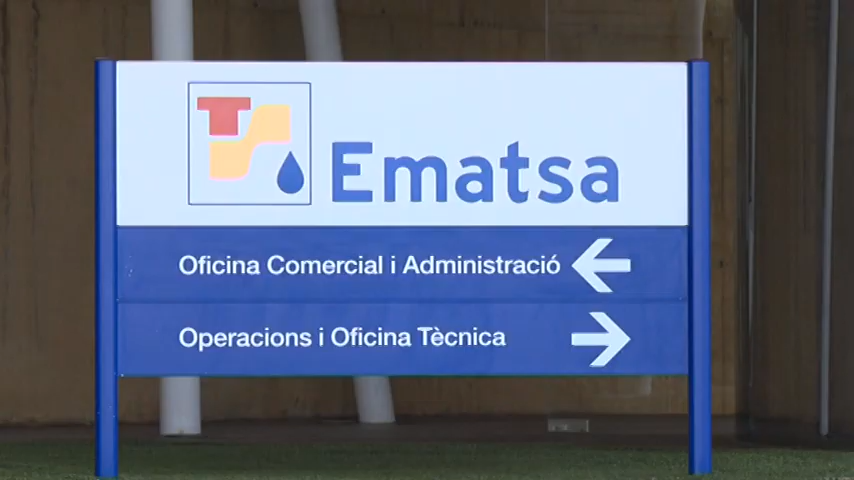 T
Ematsa
Oficina Comercial i Administració
Operacions i Oficina Tècnica